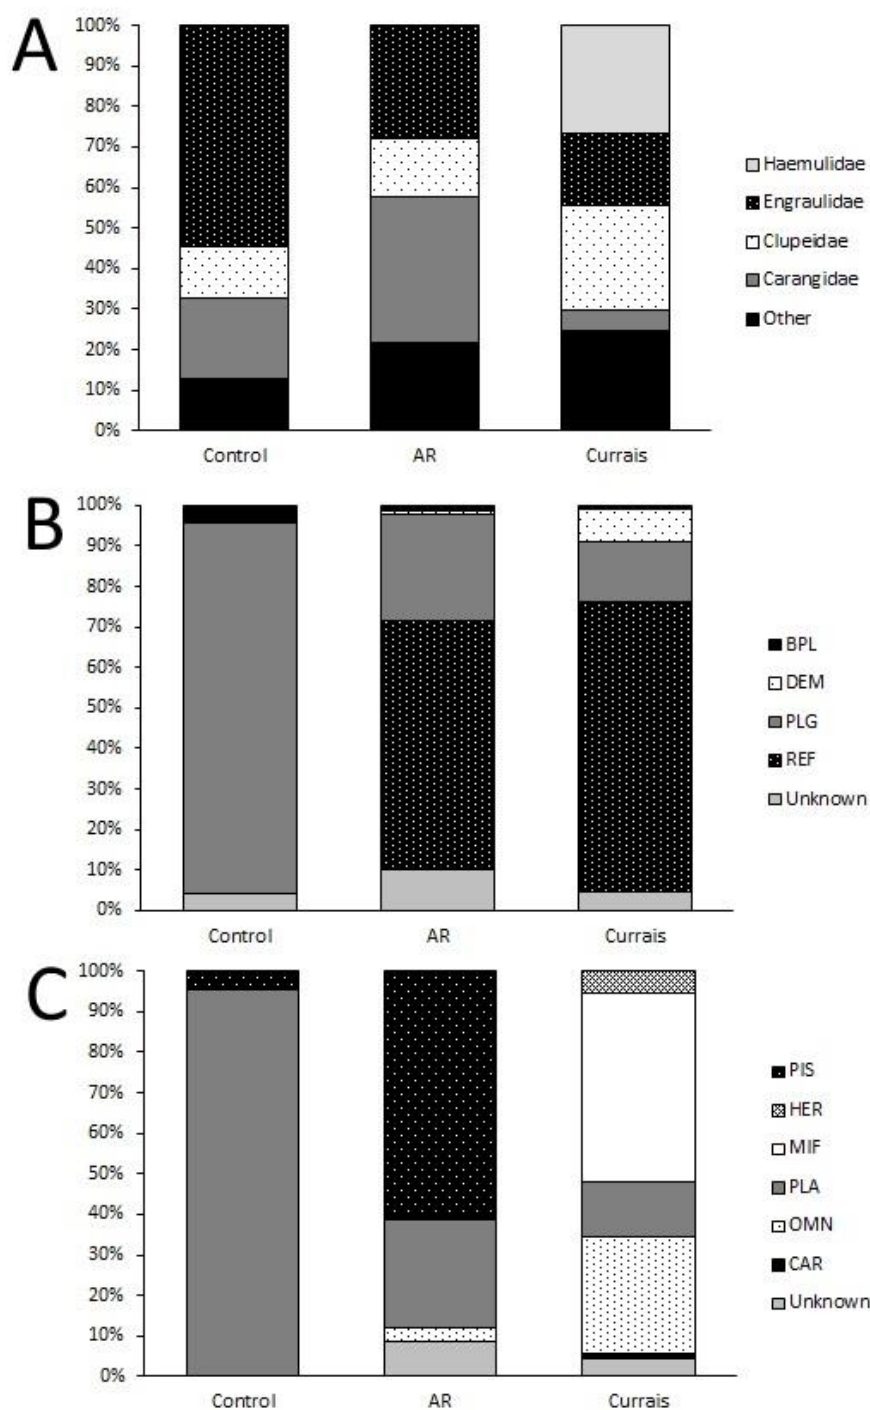 A
100%
90%
80%
70%
60%
50%
40%
30%
20%
10%
0%
Control AR Currais
Haemulidae
Engraulidae
Clupeidae
Carangidae
Other
B
100%
90%
80%
70%
60%
50%
40%
30%
20%
10%
0%
Control AR Currais
BPL
DEM
PLG
REF
Unknown
C
100%
90%
80%
70%
60%
50%
40%
30%
20%
10%
0%
Control AR Currais
PIS
HER
MIF
PLA
OMN
CAR
Unknown